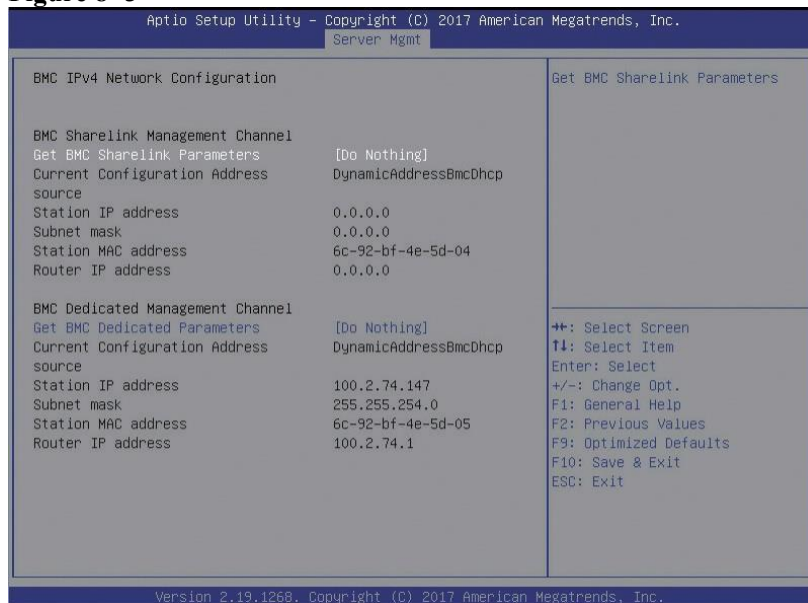 Aptio Setup Utility – Copyright (C) 2017 American Megatrends, Inc.
Server Mgmt
BMC IPv4 Network Configuration
BMC Sharelink Management Channel
Get BMC Sharelink Parameters [Do Nothing]
Current Configuration Address DynamicAddressBmcDhcp
source
Station IP address 0.0.0.0
Subnet mask 0.0.0.0
Station MAC address 6c-92-bf-4e-5d-04
Router IP address 0.0.0.0
BMC Dedicated Management Channel
Get BMC Dedicated Parameters [Do Nothing]
Current Configuration Address DynamicAddressBmcDhcp
source
Station IP address 100.2.74.147
Subnet mask 255.255.254.0
Station MAC address 6c-92-bf-4e-5d-05
Router IP address 100.2.74.1
Get BMC Sharelink Parameters
→←: Select Screen
↑↓: Select Item
Enter: Select
+/-: Change Opt.
F1: General Help
F2: Previous Values
F9: Optimized Defaults
F10: Save & Exit
ESC: Exit
Version 2.19.1268. Copyright (C) 2017 American Megatrends, Inc.